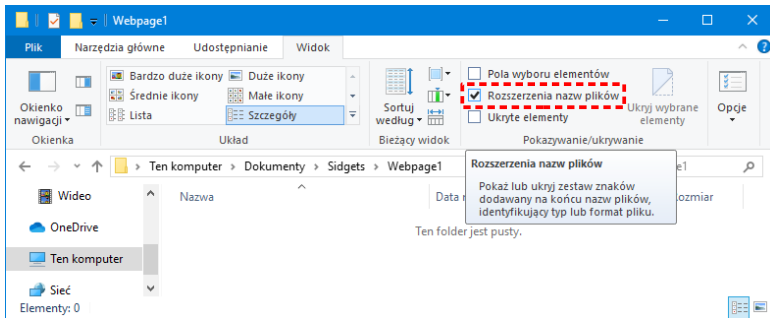 Webpage1
Plik Narzędzia główne Udostępnianie Widok
Okienko nawigacji
Bardzo duże ikony Duże ikony
Średnie ikony Małe ikony
Lista Szczegóły
Sortuj według
Pola wyboru elementów
Rozszerzenia nazw plików
Ukryte elementy
Ukryj wybrane elementy
Opcje
Okienka Układ Bieżący widok Pokazywanie/ukrywanie
Ten komputer > Dokumenty > Sidgets > Webpage1
Rozszerzenia nazw plików
Pokaż lub ukryj zestaw znaków
dodawany na końcu nazw plików,
identyfikujący typ lub format pliku.
Wideo
Nazwa
Data
OneDrive
Ten folder jest pusty.
Ten komputer
Sieć
Elementy: 0